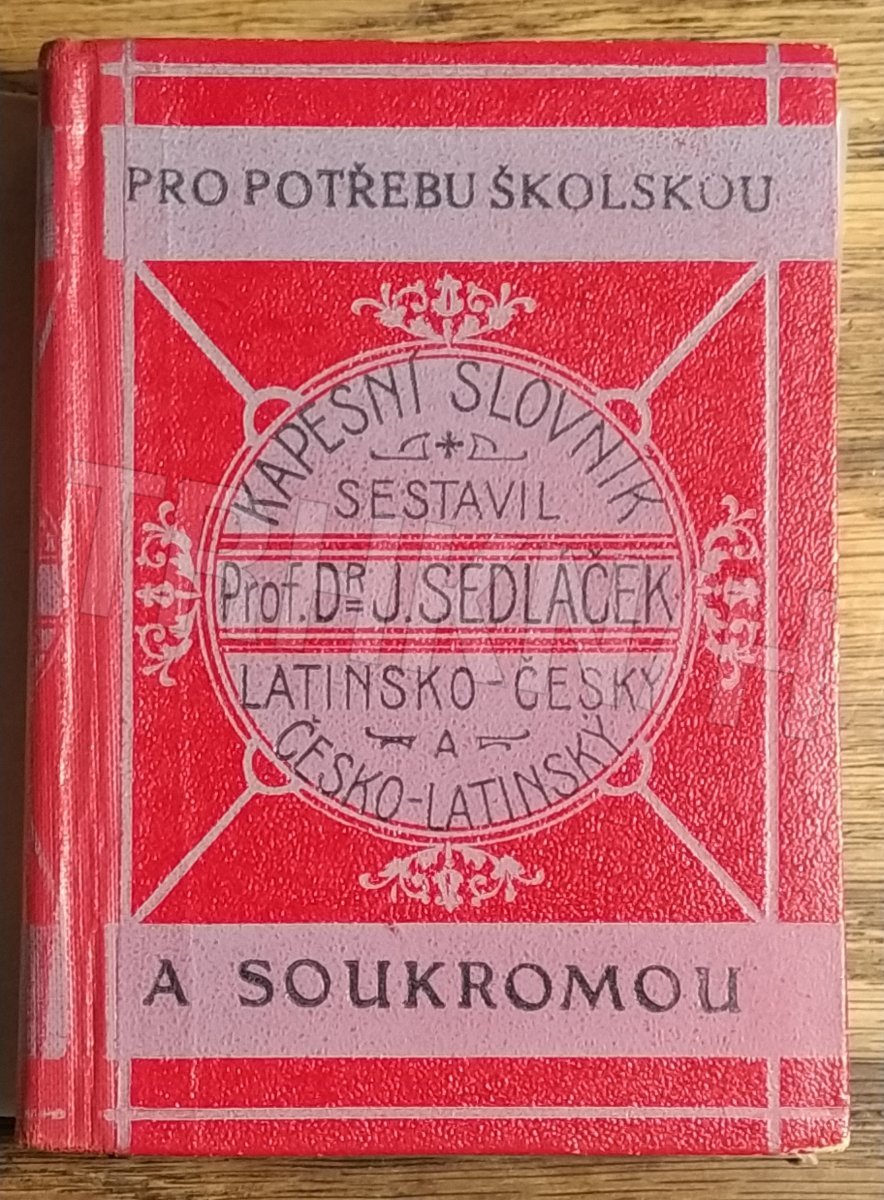 PRO POTŘEBU ŠKOLSKOU
KAPESNÍ SLOVNÍK
SESTAVIL
Prof. DR J. SEDLÁČEK
LATINSKO-ČESKÝ
A
ČESKO-LATINSKÝ
A SOUKROMOU